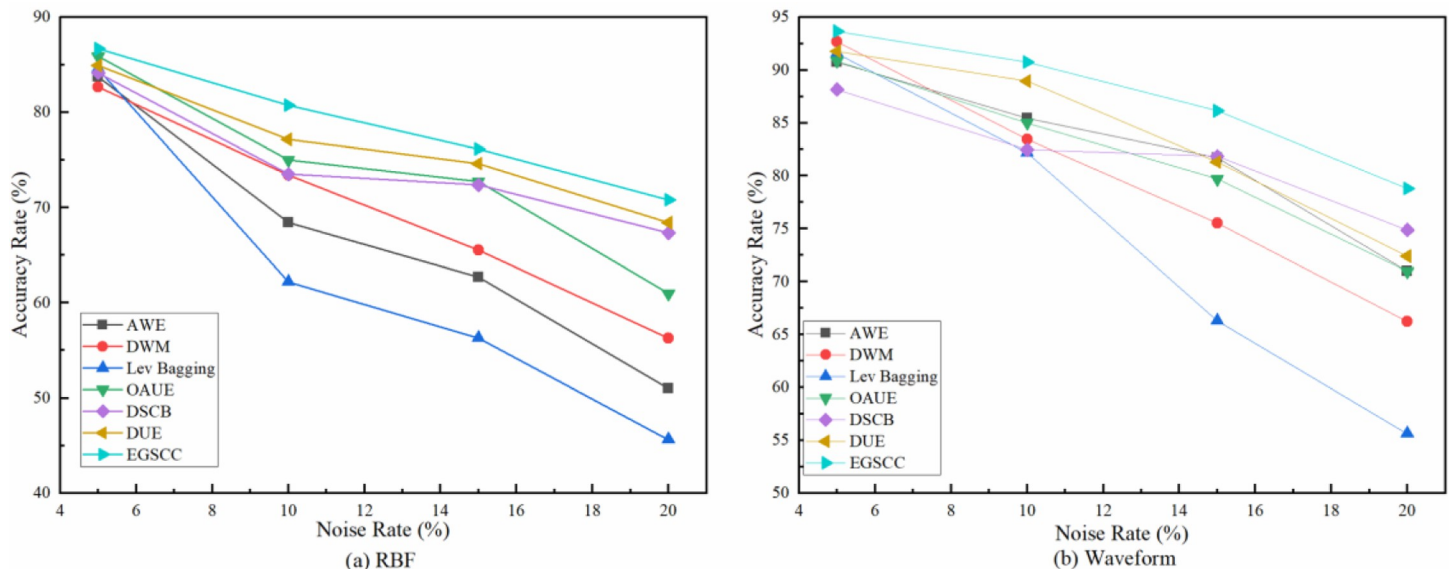 90
80
70
60
50
40
Accuracy Rate (%)
AWE
DWM
Lev Bagging
OAUE
DSCB
DUE
EGSCC
4 6 8 10 12 14 16 18 20
Noise Rate (%)
(a) RBF
95
90
85
80
75
70
65
60
55
50
Accuracy Rate (%)
AWE
DWM
Lev Bagging
OAUE
DSCB
DUE
EGSCC
4 6 8 10 12 14 16 18 20
Noise Rate (%)
(b) Waveform